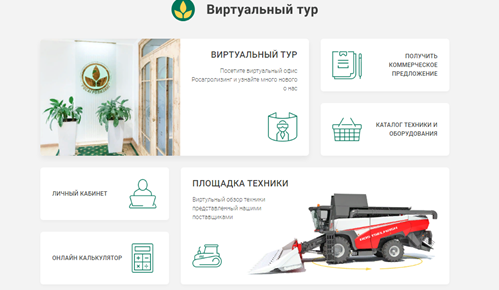 Виртуальный тур
ВИРТУАЛЬНЫЙ ТУР
Посетите виртуальный офис
Росагролизинг и узнайте много нового
о нас
ПОЛУЧИТЬ
КОММЕРЧЕСКОЕ
ПРЕДЛОЖЕНИЕ
КАТАЛОГ ТЕХНИКИ И
ОБОРУДОВАНИЯ
ЛИЧНЫЙ КАБИНЕТ
ПЛОЩАДКА ТЕХНИКИ
Виртуальный обзор техники
представленный нашими
поставщиками
ОНЛАЙН КАЛЬКУЛЯТОР